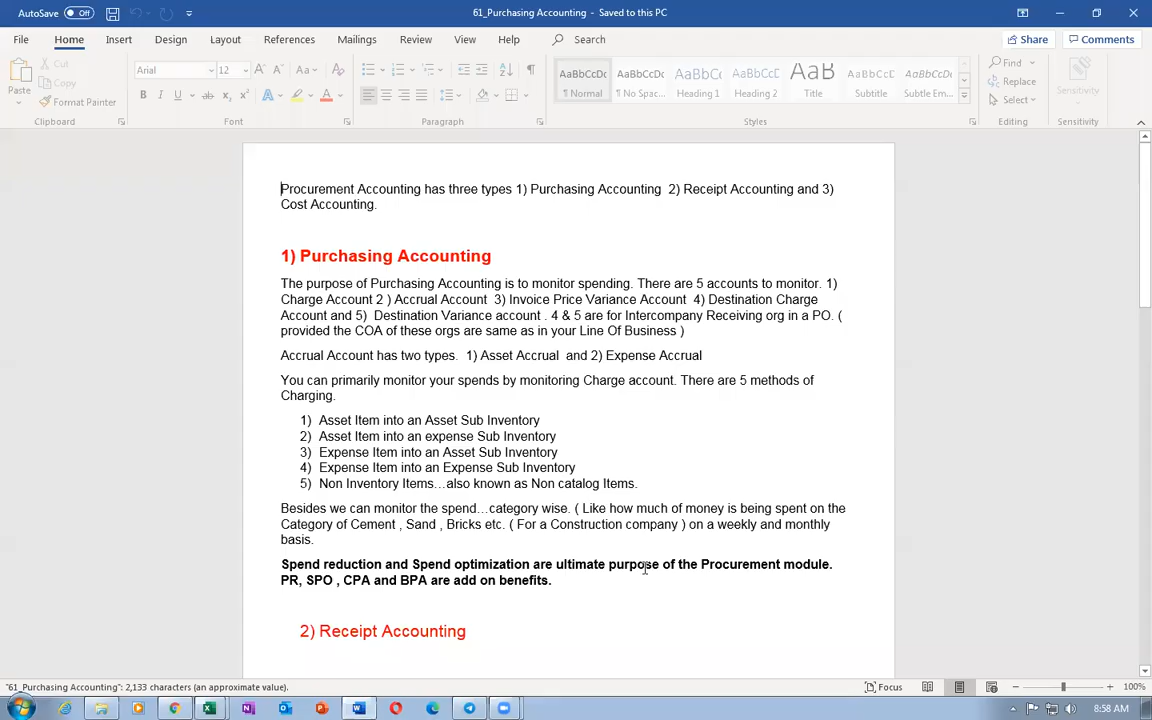 AutoSave Off
61_Purchasing Accounting - Saved to this PC
File Home Insert Design Layout References Mailings Review View Help Search
Share Comments
Paste
Cut
Copy
Format Painter
Clipboard
Arial 12
Font
Paragraph
AaBbCcDc AaBbCcDc AaBbCc AaBbCcD AaB AaBbCcD AaBbCcDc
¶ Normal ¶ No Spac... Heading 1 Heading 2 Title Subtitle Subtle Em...
Styles
Find
Replace
Select
Editing
Sensitivity
Sensitivity
Procurement Accounting has three types 1) Purchasing Accounting 2) Receipt Accounting and 3)
Cost Accounting.
1) Purchasing Accounting
The purpose of Purchasing Accounting is to monitor spending. There are 5 accounts to monitor. 1)
Charge Account 2 ) Accrual Account 3) Invoice Price Variance Account 4) Destination Charge
Account and 5) Destination Variance account . 4 & 5 are for Intercompany Receiving org in a PO. (
provided the COA of these orgs are same as in your Line Of Business )
Accrual Account has two types. 1) Asset Accrual and 2) Expense Accrual
You can primarily monitor your spends by monitoring Charge account. There are 5 methods of
Charging.
1) Asset Item into an Asset Sub Inventory
2) Asset Item into an expense Sub Inventory
3) Expense Item into an Asset Sub Inventory
4) Expense Item into an Expense Sub Inventory
5) Non Inventory Items…also known as Non catalog Items.
Besides we can monitor the spend…category wise. ( Like how much of money is being spent on the
Category of Cement , Sand , Bricks etc. ( For a Construction company ) on a weekly and monthly
basis.
Spend reduction and Spend optimization are ultimate purpose of the Procurement module.
PR, SPO , CPA and BPA are add on benefits.
2) Receipt Accounting
"61_Purchasing Accounting": 2,133 characters (an approximate value).
Focus
100%
8:58 AM